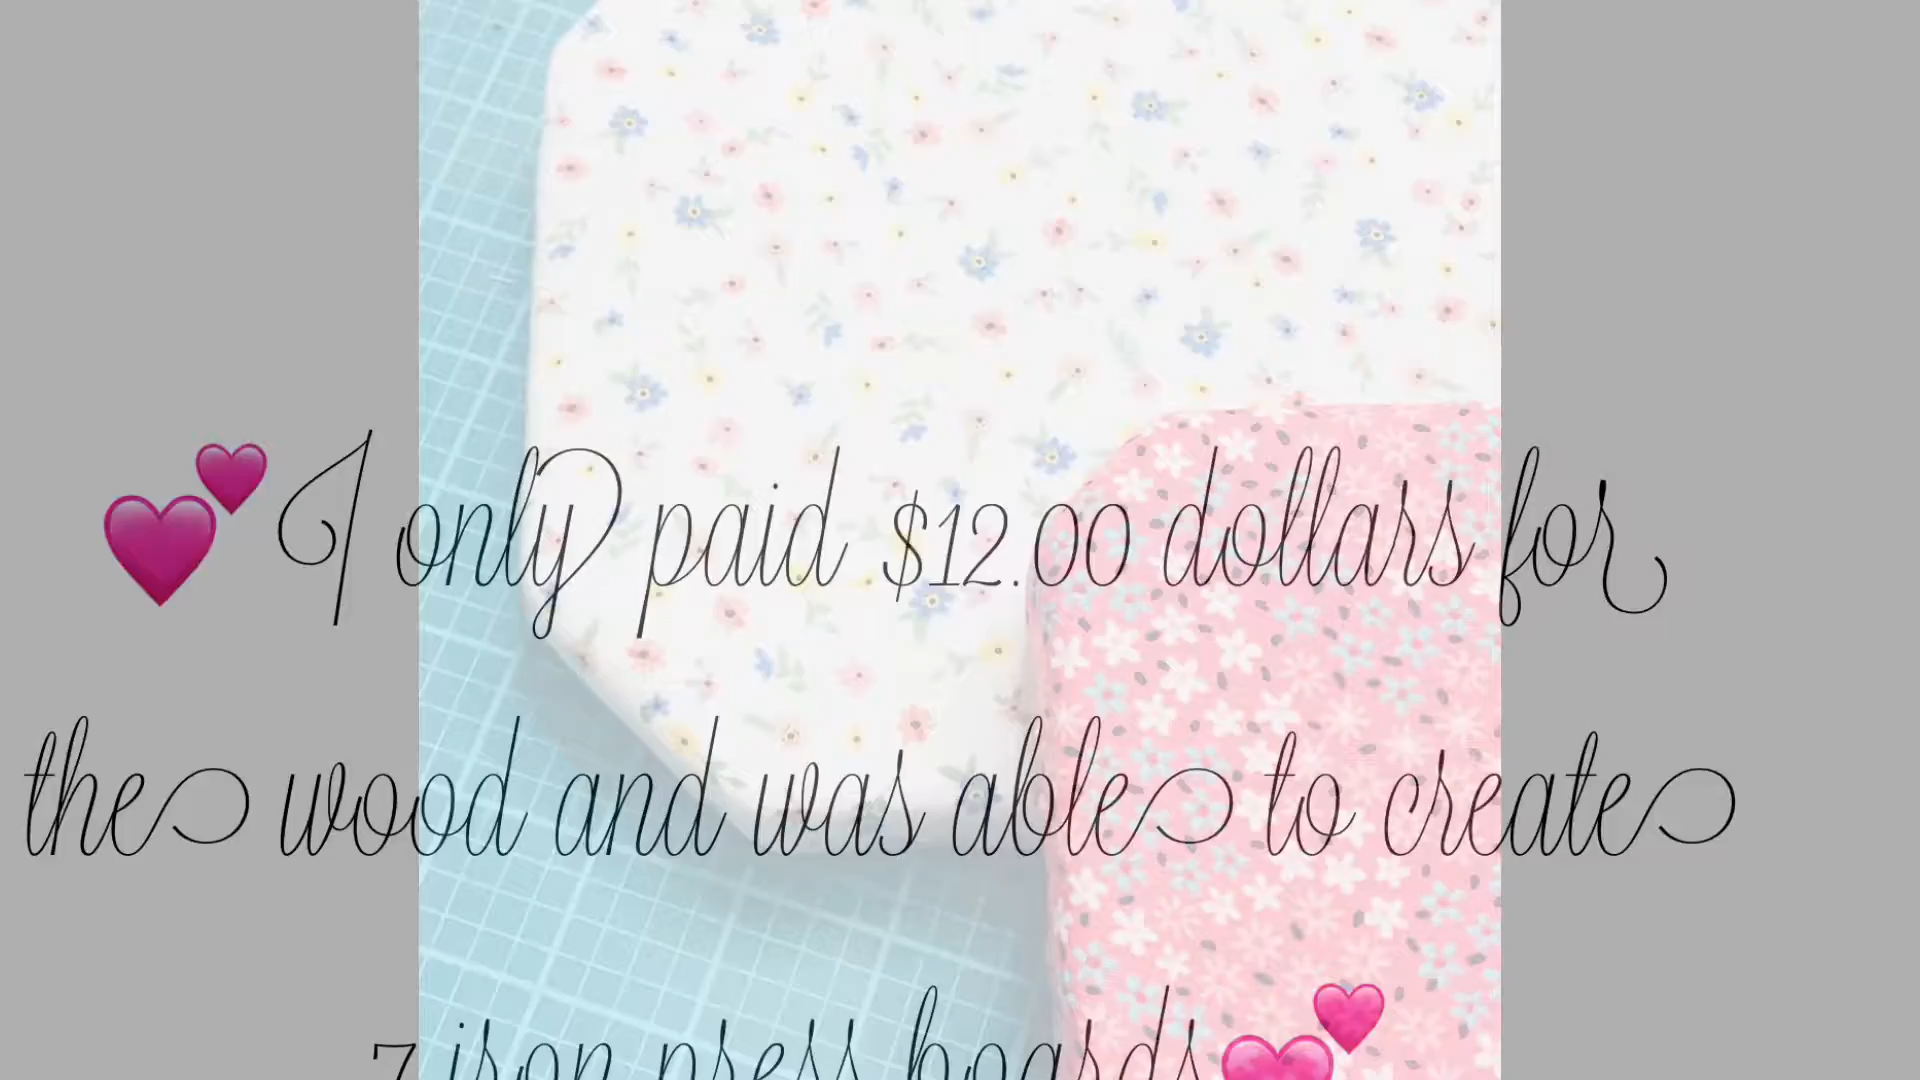 💕I only paid $12.00 dollars for
the wood and was able to create
7 iron press boards💕